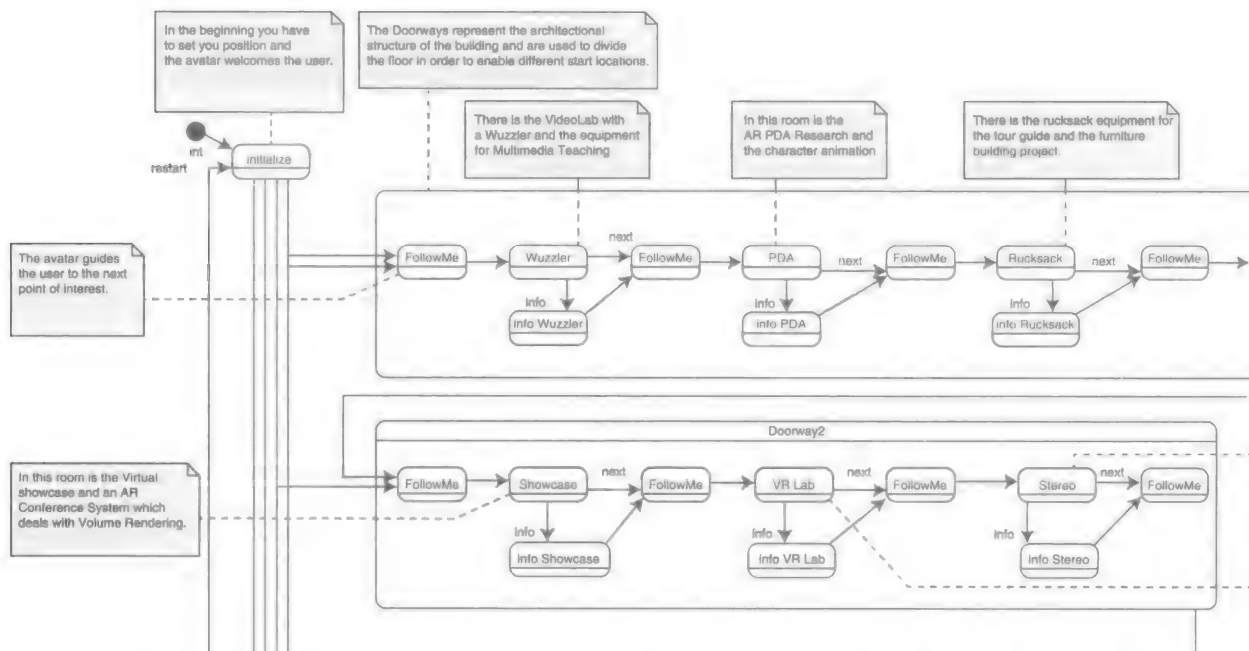 In the beginning you have
to set you position and
the avatar welcomes the user.
The Doorways represent the architectional
structure of the building and are used to divide
the floor in order to enable different start locations.
There is the VideoLab with
a Wuzzler and the equipment
for Multimedia Teaching
In this room is the
AR PDA Research and
the character animation
There is the rucksack equipment for
the tour guide and the furniture
building project.
int
restart
initialize
The avatar guides
the user to the next
point of interest.
FollowMe
Wuzzler
next
FollowMe
PDA
next
FollowMe
Rucksack
next
FollowMe
info
info Wuzzler
info
info PDA
info
info Rucksack
Doorway2
In this room is the Virtual
showcase and an AR
Conference System which
deals with Volume Rendering.
FollowMe
Showcase
next
FollowMe
VR Lab
next
FollowMe
Stereo
next
FollowMe
info
info Showcase
info
info VR Lab
info
info Stereo